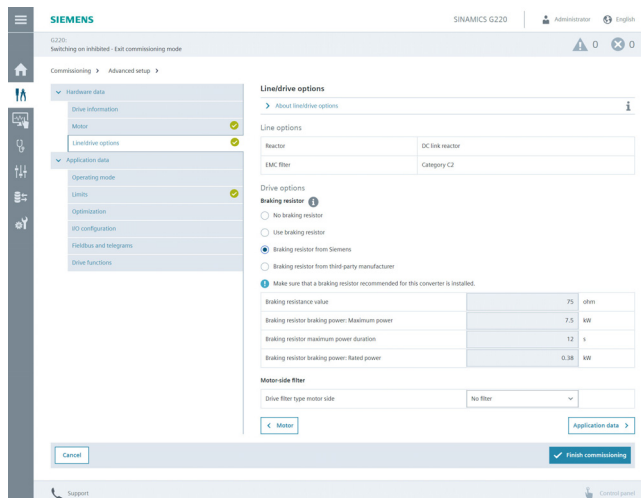 SIEMENS
SINAMICS G220
Administrator
English
G220:
Switching on inhibited - Exit commissioning mode
0
0
Commissioning > Advanced setup >
Hardware data
Drive information
Motor
Line/drive options
Application data
Operating mode
Limits
Optimization
I/O configuration
Fieldbus and telegrams
Drive functions
Line/drive options
> About line/drive options
Line options
Reactor DC link reactor
EMC filter Category C2
Drive options
Braking resistor
No braking resistor
Use braking resistor
Braking resistor from Siemens
Braking resistor from third-party manufacturer
Make sure that a braking resistor recommended for this converter is installed.
Braking resistance value 75 ohm
Braking resistor braking power: Maximum power 7.5 kW
Braking resistor maximum power duration 12 s
Braking resistor braking power: Rated power 0.38 kW
Motor-side filter
Drive filter type motor side No filter
< Motor
Application data >
Cancel
Finish commissioning
Support
Control panel